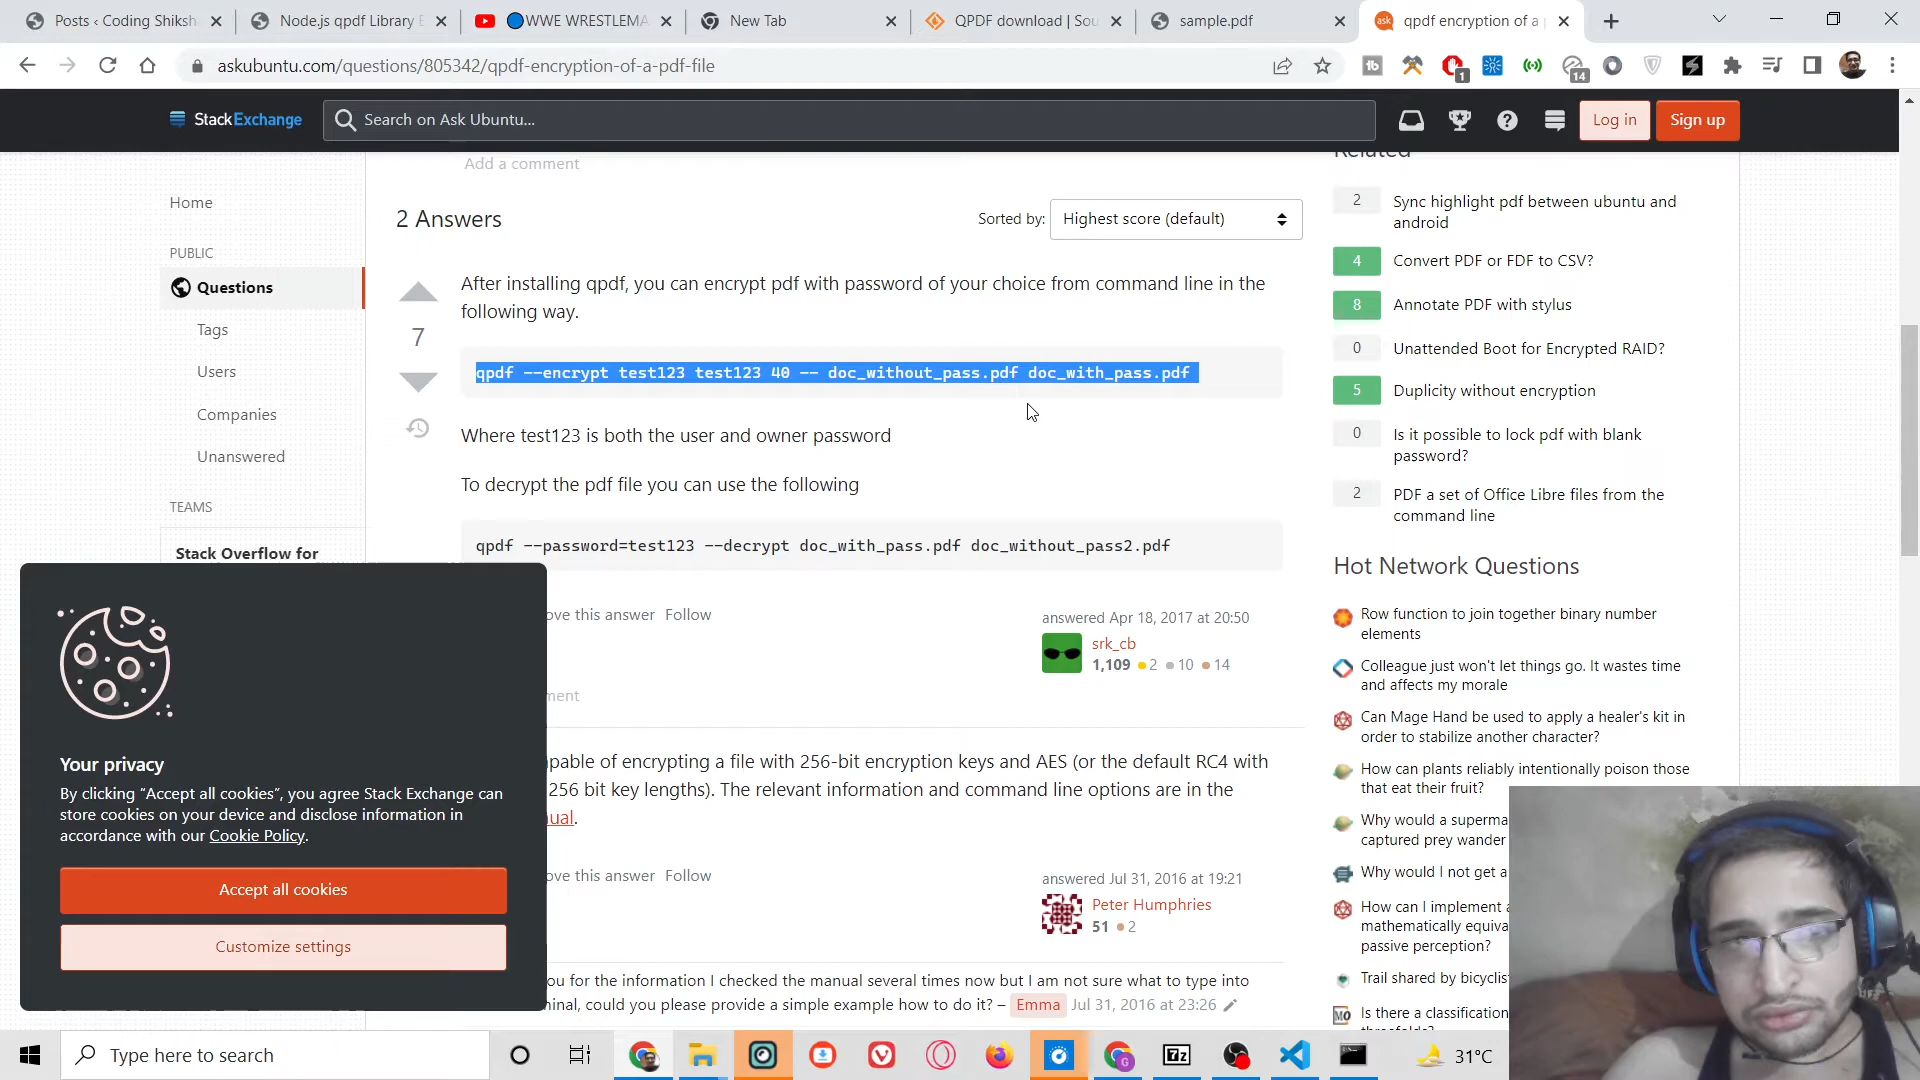 Posts ‹ Coding Shiksh
Node.js qpdf Library E
WWE WRESTLEMA
New Tab
QPDF download | Sou
sample.pdf
ask
qpdf encryption of a p
askubuntu.com/questions/805342/qpdf-encryption-of-a-pdf-file
1
14
StackExchange
Search on Ask Ubuntu...
Log in
Sign up
Home
PUBLIC
Questions
Tags
Users
Companies
Unanswered
TEAMS
Stack Overflow for
Add a comment
2 Answers
Sorted by:
Highest score (default)
7
After installing qpdf, you can encrypt pdf with password of your choice from command line in the
following way.
qpdf --encrypt test123 test123 40 -- doc_without_pass.pdf doc_with_pass.pdf
Where test123 is both the user and owner password
To decrypt the pdf file you can use the following
qpdf --password=test123 --decrypt doc_with_pass.pdf doc_without_pass2.pdf
ove this answer Follow
answered Apr 18, 2017 at 20:50
srk_cb
1,109 2 10 14
ment
pable of encrypting a file with 256-bit encryption keys and AES (or the default RC4 with
256 bit key lengths). The relevant information and command line options are in the
ual.
ove this answer Follow
answered Jul 31, 2016 at 19:21
Peter Humphries
51 2
ou for the information I checked the manual several times now but I am not sure what to type into
minal, could you please provide a simple example how to do it? – Emma Jul 31, 2016 at 23:26
Related
2 Sync highlight pdf between ubuntu and
android
4 Convert PDF or FDF to CSV?
8 Annotate PDF with stylus
0 Unattended Boot for Encrypted RAID?
5 Duplicity without encryption
0 Is it possible to lock pdf with blank
password?
2 PDF a set of Office Libre files from the
command line
Hot Network Questions
Row function to join together binary number
elements
Colleague just won't let things go. It wastes time
and affects my morale
Can Mage Hand be used to apply a healer's kit in
order to stabilize another character?
How can plants reliably intentionally poison those
that eat their fruit?
Why would a superma
captured prey wander
Why would I not get a
How can I implement a
mathematically equiva
passive perception?
Trail shared by bicyclis
MO Is there a classification
Your privacy
By clicking “Accept all cookies”, you agree Stack Exchange can
store cookies on your device and disclose information in
accordance with our Cookie Policy.
Accept all cookies
Customize settings
Type here to search
31°C